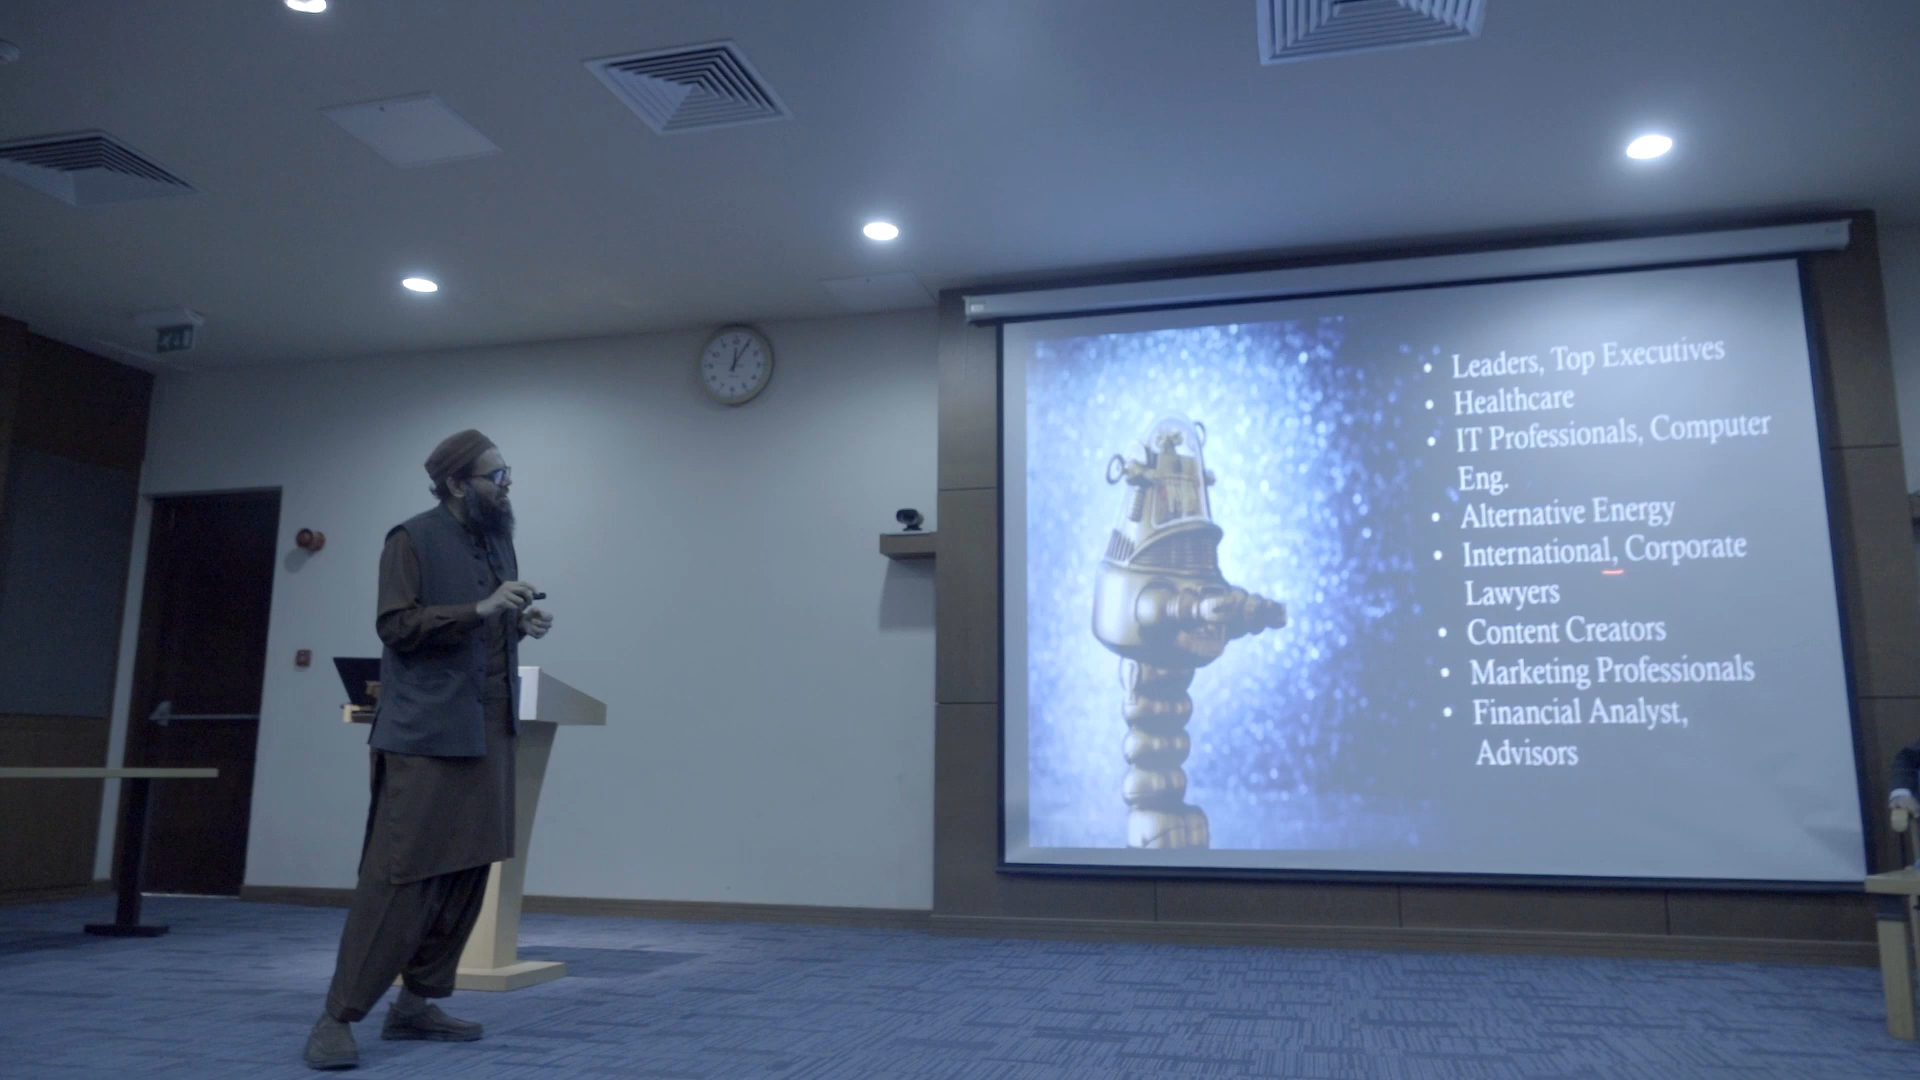 • Leaders, Top Executives
• Healthcare
• IT Professionals, Computer
Eng.
• Alternative Energy
• International, Corporate
Lawyers
• Content Creators
• Marketing Professionals
• Financial Analyst,
Advisors